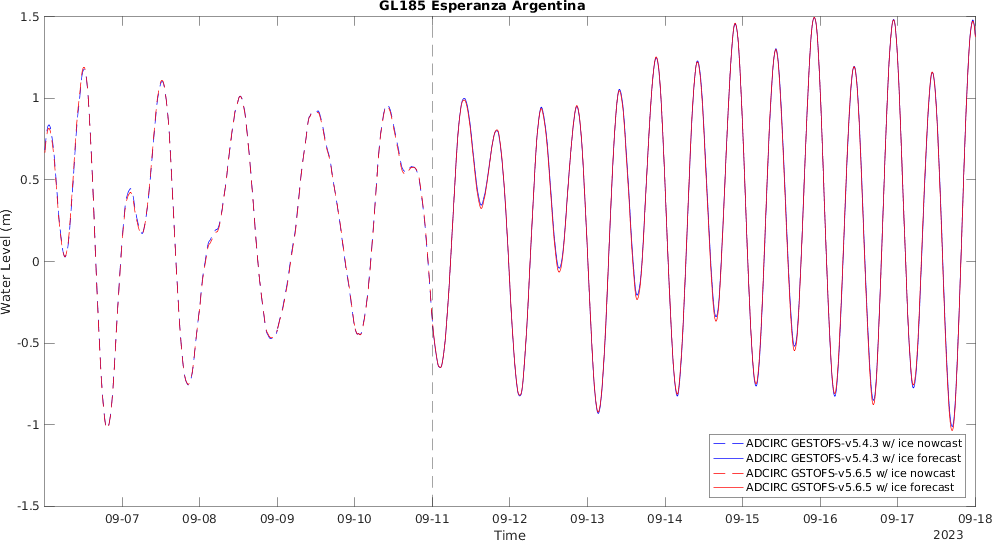 GL185 Esperanza Argentina
Water Level (m)
1.5
1
0.5
0
-0.5
-1
-1.5
ADCIRC GESTOFS-v5.4.3 w/ ice nowcast
ADCIRC GESTOFS-v5.4.3 w/ ice forecast
ADCIRC GSTOFS-v5.6.5 w/ ice nowcast
ADCIRC GSTOFS-v5.6.5 w/ ice forecast
09-07 09-08 09-09 09-10 09-11 09-12 09-13 09-14 09-15 09-16 09-17 09-18
Time
2023